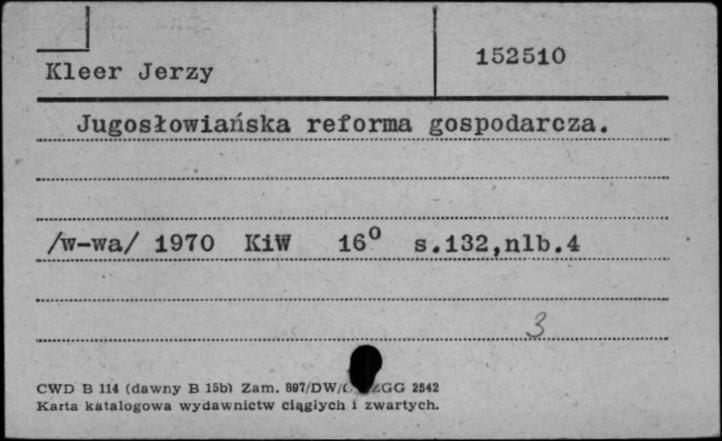 152510
Kleer Jerzy
Jugosłowiańska reforma gospodarcza.
/w-wa/ 1970 KiW 16° s.132,nlb.4
3
CWD B 114 (dawny B 15b) Zam. 897/DW/ ZGG 2542
Karta katalogowa wydawnictw ciągłych i zwartych.